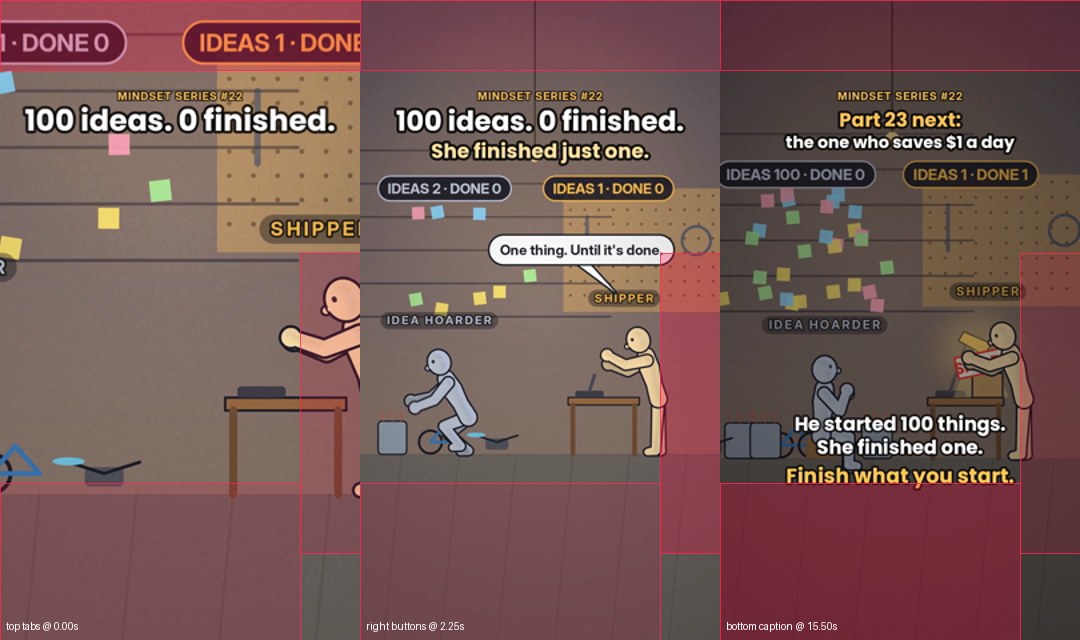 1 · DONE 0
IDEAS 1 · DONE
MINDSET SERIES #22
100 ideas. 0 finished.
SHIPPE
R
top tabs @ 0.00s
MINDSET SERIES #22
100 ideas. 0 finished.
She finished just one.
IDEAS 2 · DONE 0
IDEAS 1 · DONE 0
One thing. Until it's done.
SHIPPER
IDEA HOARDER
right buttons @ 2.25s
MINDSET SERIES #22
Part 23 next:
the one who saves $1 a day
IDEAS 100 · DONE 0
IDEAS 1 · DONE 1
SHIPPER
IDEA HOARDER
He started 100 things.
She finished one.
Finish what you start.
bottom caption @ 15.50s